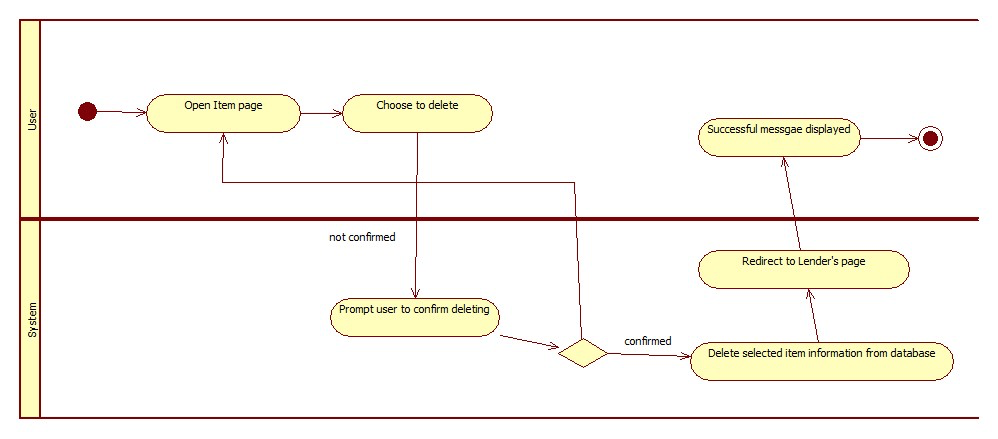 User
Open Item page
Choose to delete
Successful messgae displayed
System
not confirmed
Redirect to Lender's page
Prompt user to confirm deleting
confirmed
Delete selected item information from database